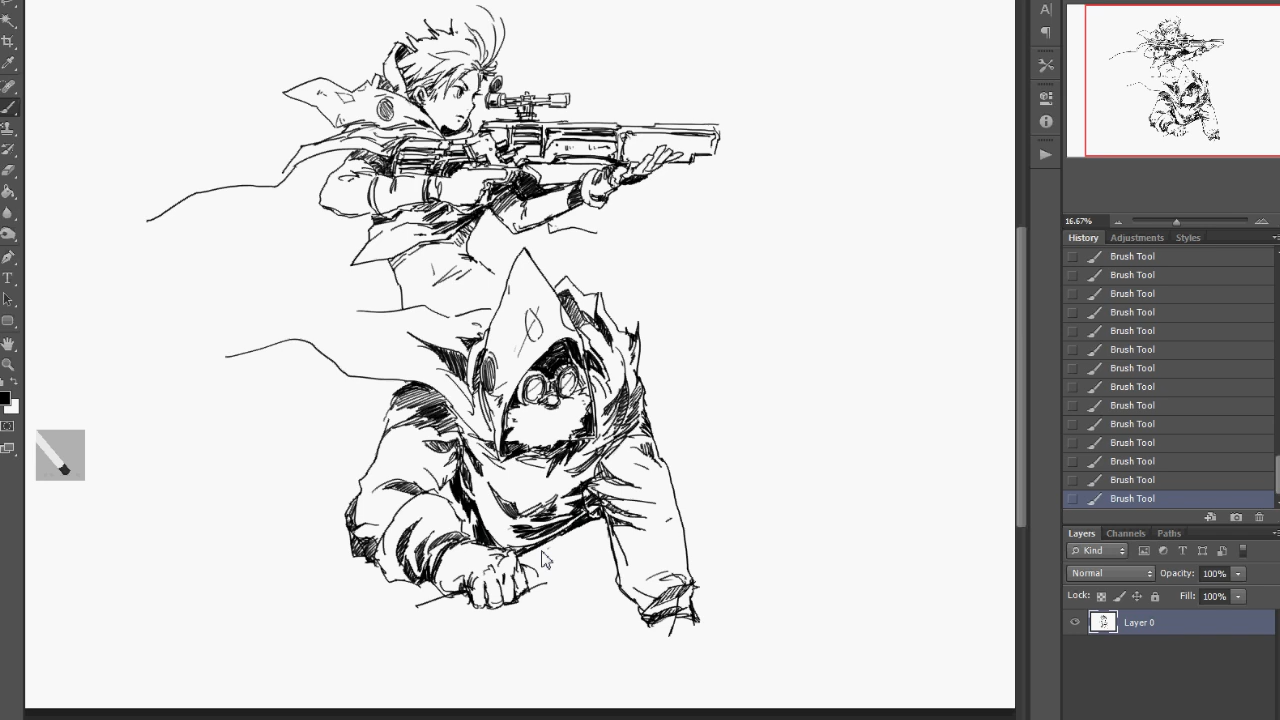 A|
16.67%
History Adjustments Styles
Brush Tool
Brush Tool
Brush Tool
Brush Tool
Brush Tool
Brush Tool
Brush Tool
Brush Tool
Brush Tool
Brush Tool
Brush Tool
Brush Tool
Brush Tool
Brush Tool
Layers Channels Paths
Kind
Normal Opacity: 100%
Lock: Fill: 100%
Layer 0